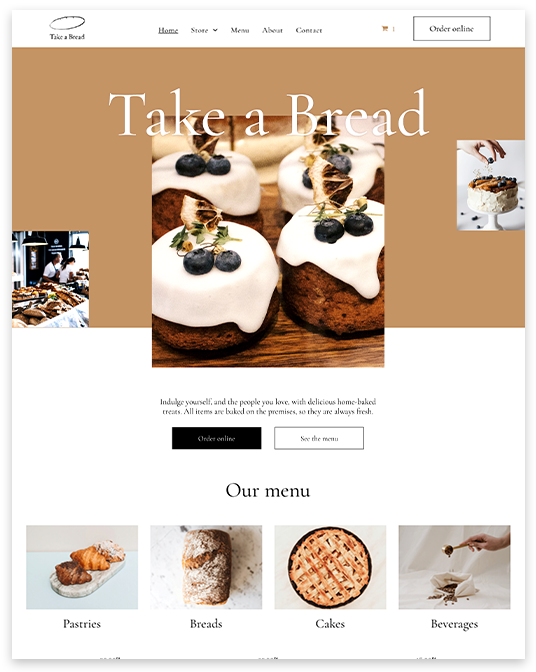 Take a Bread
Home Store Menu About Contact
Order online
Take a Bread
Indulge yourself, and the people you love, with delicious home-baked
treats. All items are baked on the premises, so they are always fresh.
Order online
See the menu
Our menu
Pastries
Breads
Cakes
Beverages